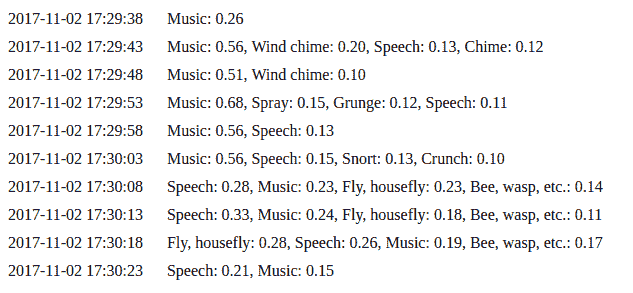 2017-11-02 17:29:38 Music: 0.26
2017-11-02 17:29:43 Music: 0.56, Wind chime: 0.20, Speech: 0.13, Chime: 0.12
2017-11-02 17:29:48 Music: 0.51, Wind chime: 0.10
2017-11-02 17:29:53 Music: 0.68, Spray: 0.15, Grunge: 0.12, Speech: 0.11
2017-11-02 17:29:58 Music: 0.56, Speech: 0.13
2017-11-02 17:30:03 Music: 0.56, Speech: 0.15, Snort: 0.13, Crunch: 0.10
2017-11-02 17:30:08 Speech: 0.28, Music: 0.23, Fly, housefly: 0.23, Bee, wasp, etc.: 0.14
2017-11-02 17:30:13 Speech: 0.33, Music: 0.24, Fly, housefly: 0.18, Bee, wasp, etc.: 0.11
2017-11-02 17:30:18 Fly, housefly: 0.28, Speech: 0.26, Music: 0.19, Bee, wasp, etc.: 0.17
2017-11-02 17:30:23 Speech: 0.21, Music: 0.15